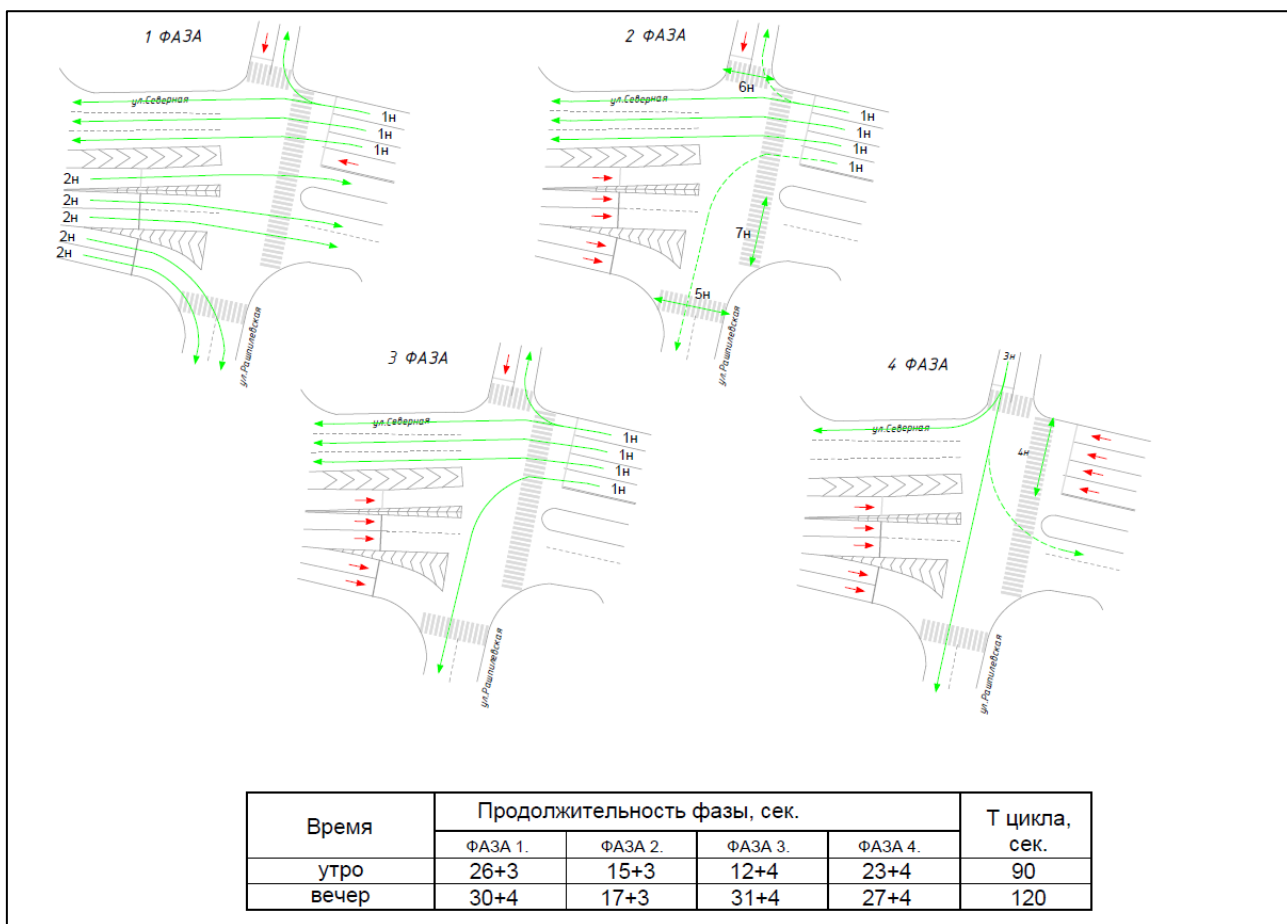 1 ФАЗА
ул.Северная
1н
1н
1н
2н
2н
2н
2н
2н
ул.Рашпилевская
2 ФАЗА
6н
ул.Северная
1н
1н
1н
1н
7н
5н
ул.Рашпилевская
3 ФАЗА
ул.Северная
1н
1н
1н
1н
ул.Рашпилевская
4 ФАЗА
3н
ул.Северная
4н
ул.Рашпилевская
Время Продолжительность фазы, сек. Т цикла, сек.
ФАЗА 1. ФАЗА 2. ФАЗА 3. ФАЗА 4.
утро 26+3 15+3 12+4 23+4 90
вечер 30+4 17+3 31+4 27+4 120